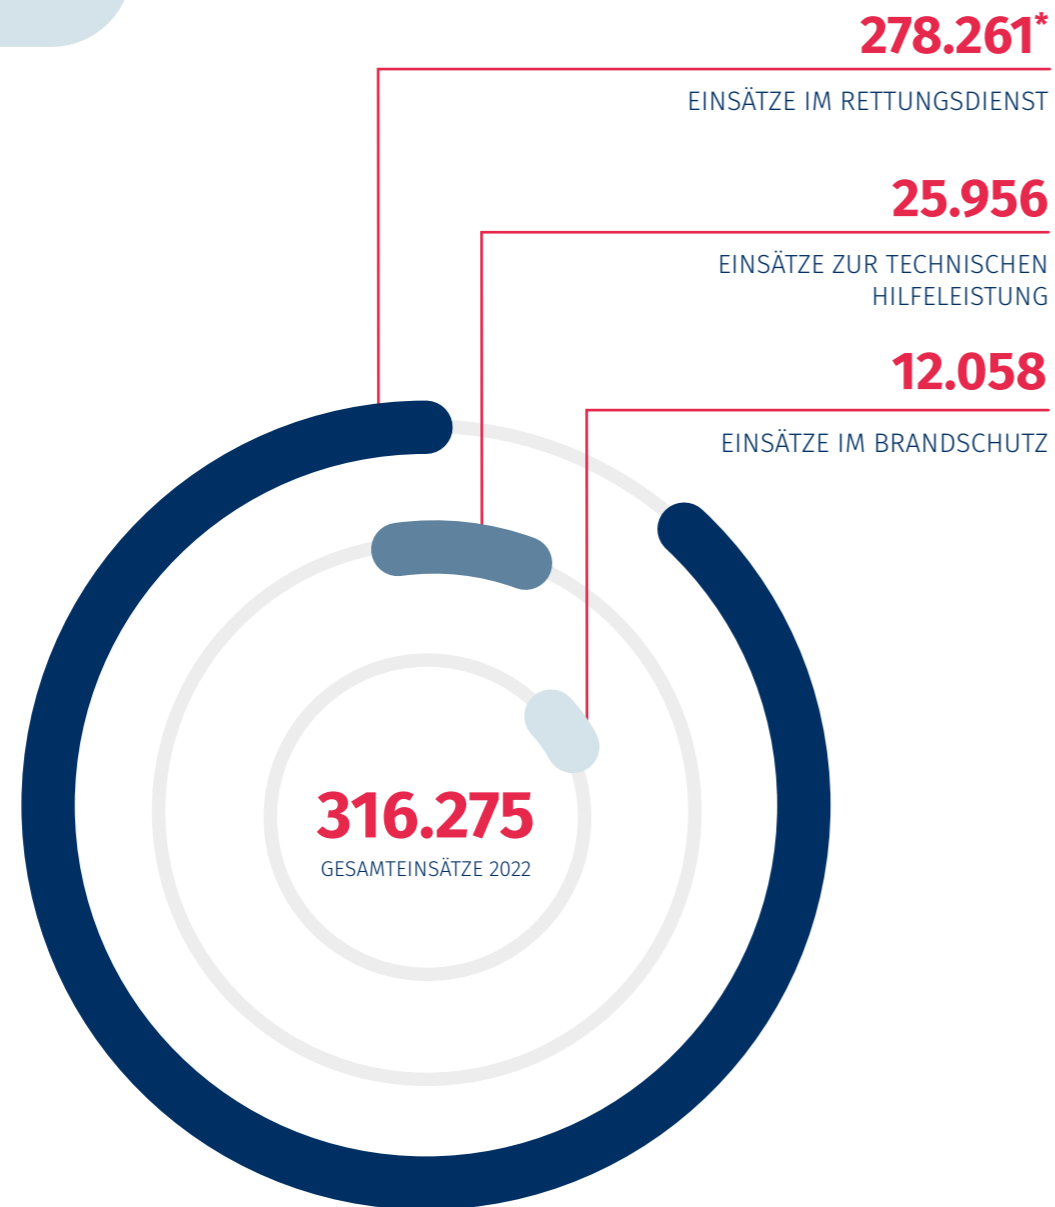 278.261*
EINSÄTZE IM RETTUNGSDIENST
25.956
EINSÄTZE ZUR TECHNISCHEN
HILFELEISTUNG
12.058
EINSÄTZE IM BRANDSCHUTZ
316.275
GESAMTEINSÄTZE 2022